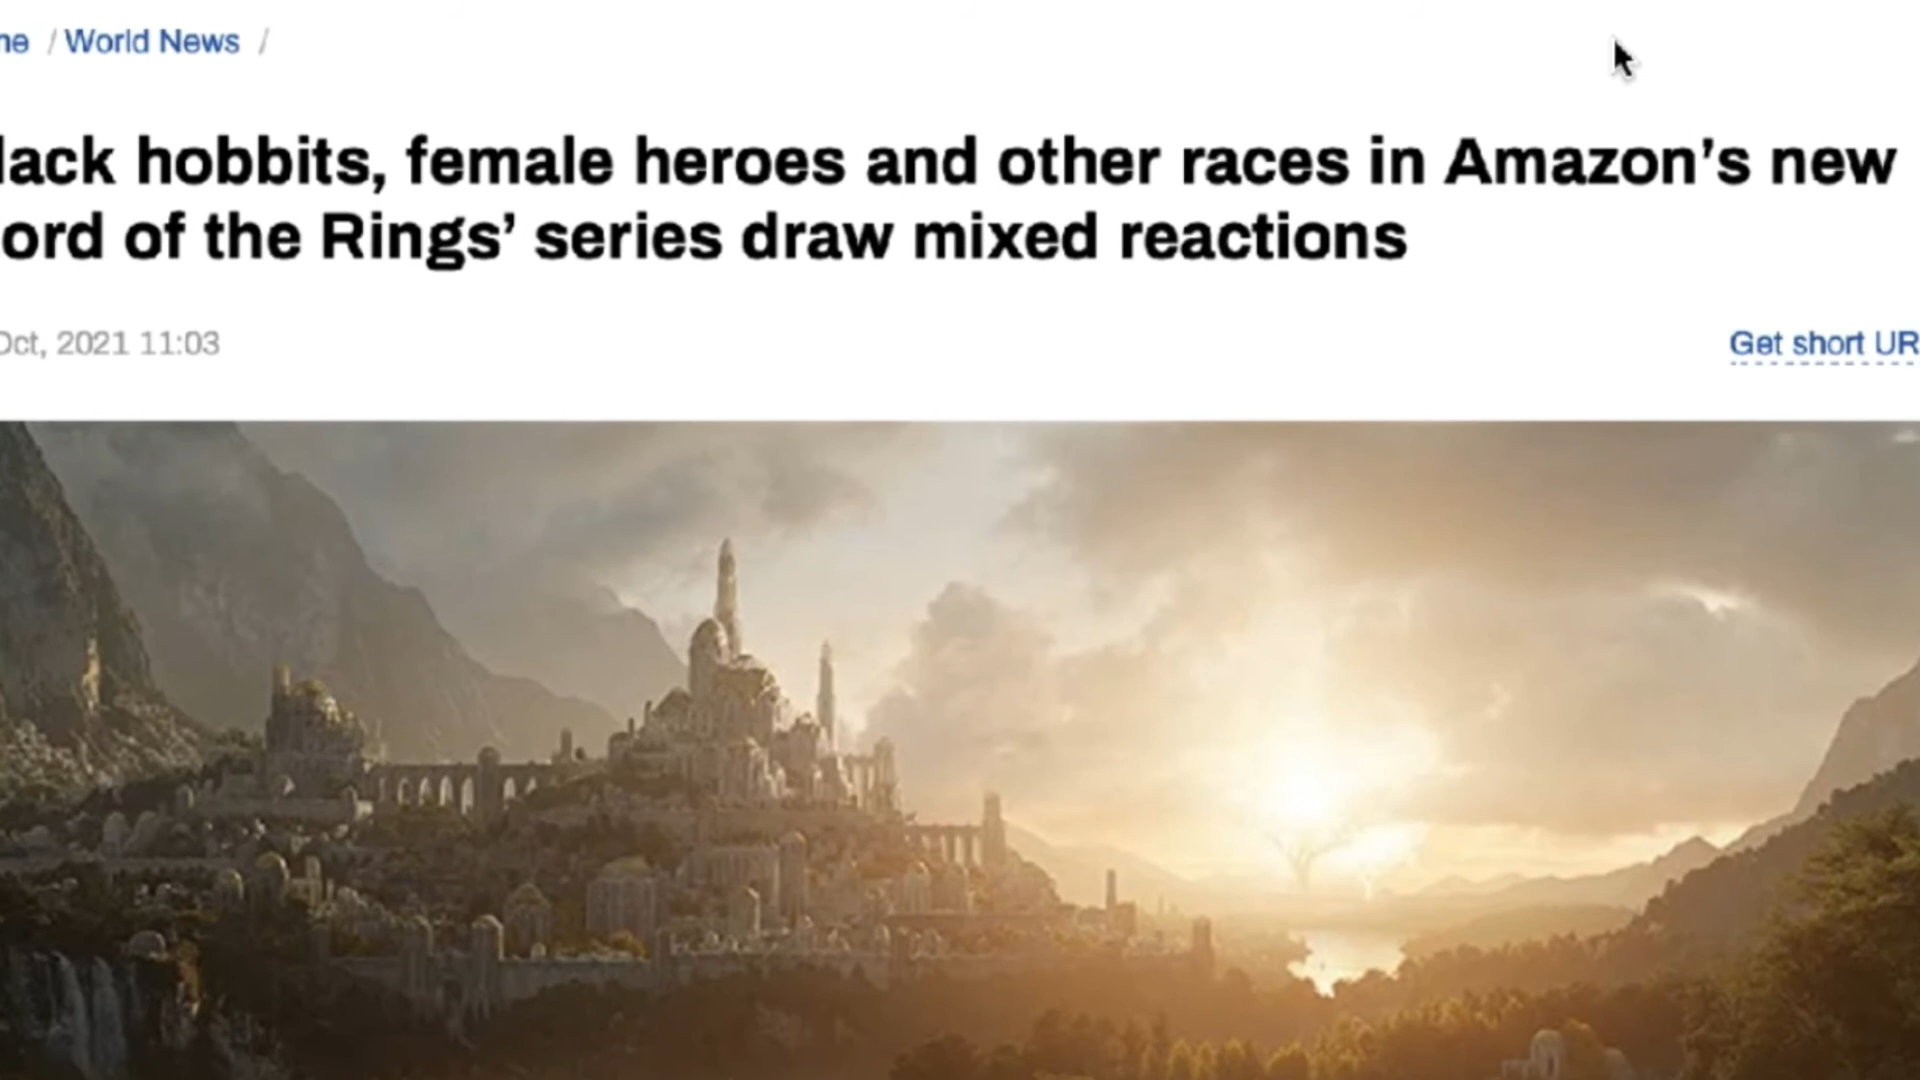 ne / World News /
lack hobbits, female heroes and other races in Amazon’s new
ord of the Rings’ series draw mixed reactions
Oct, 2021 11:03
Get short UR